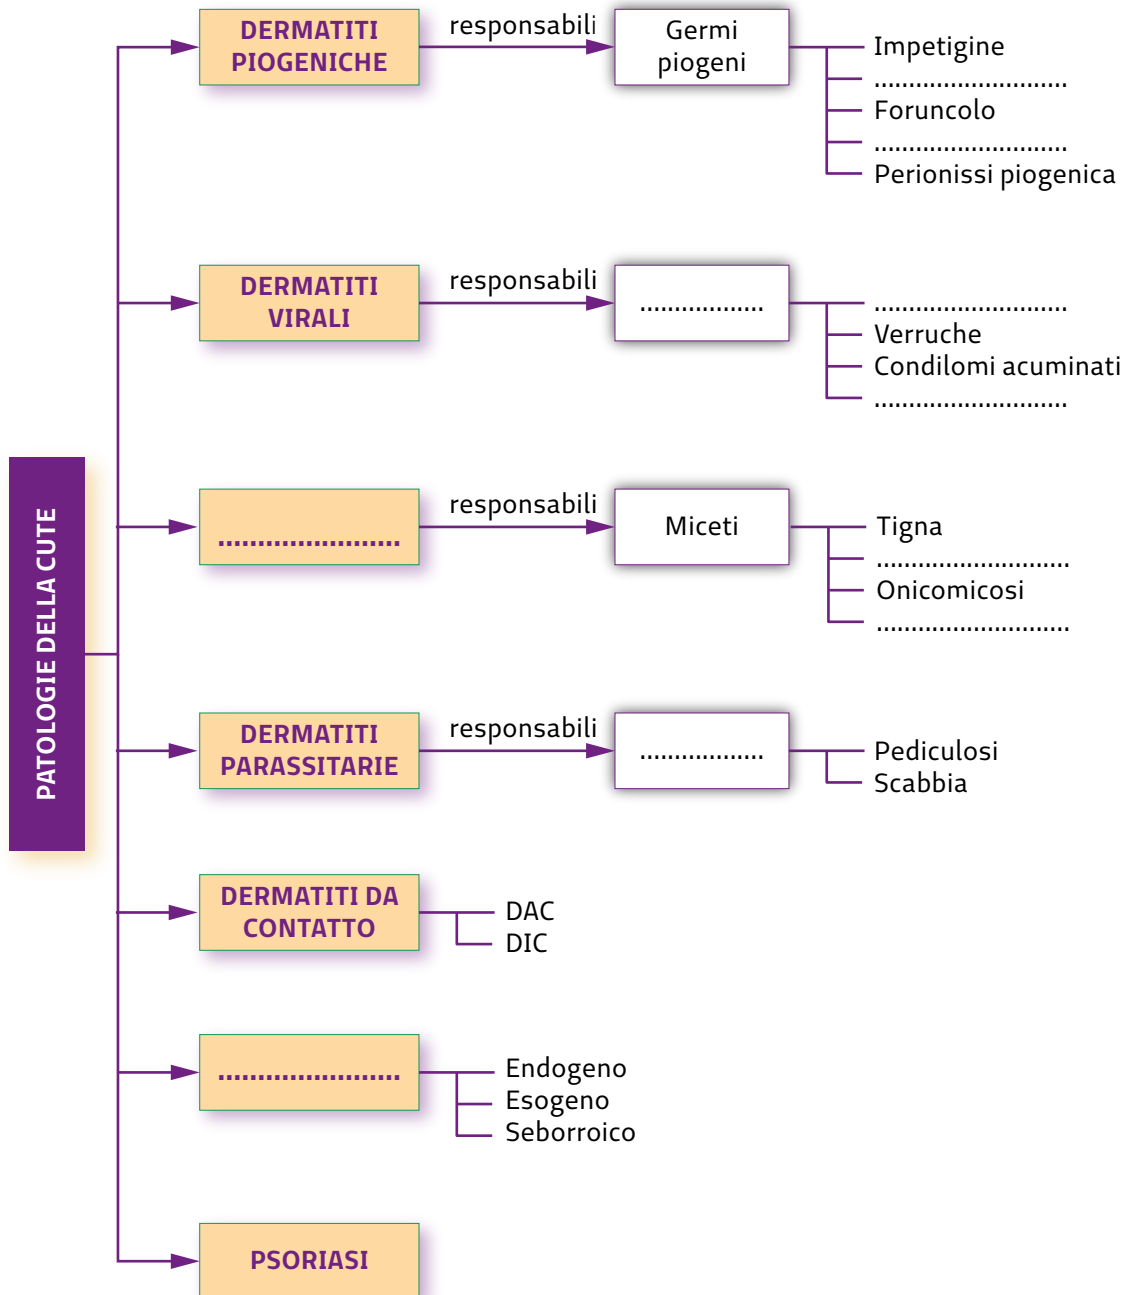 DERMATITI
PIOGENICHE
responsabili
Germi
piogeni
Impetigine
............................
Foruncolo
............................
Perionissi piogenica
DERMATITI
VIRALI
responsabili
..................
............................
Verruche
Condilomi acuminati
............................
.......................
responsabili
Miceti
Tigna
............................
Onicomicosi
............................
PATOLOGIE DELLA CUTE
DERMATITI
PARASSITARIE
responsabili
..................
Pediculosi
Scabbia
DERMATITI DA
CONTATTO
DAC
DIC
.......................
Endogeno
Esogeno
Seborroico
PSORIASI